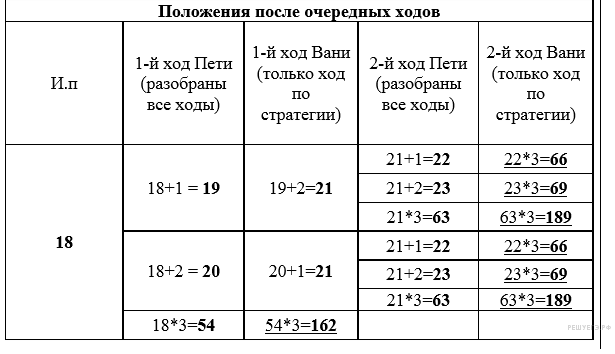 Положения после очередных ходов
И.п
1-й ход Пети
(разобраны
все ходы)
1-й ход Вани
(только ход
по
стратегии)
2-й ход Пети
(разобраны
все ходы)
2-й ход Вани
(только ход
по
стратегии)
18
18+1 = 19
19+2=21
21+1=22
22*3=66
21+2=23
23*3=69
21*3=63
63*3=189
18+2 = 20
20+1=21
21+1=22
22*3=66
21+2=23
23*3=69
21*3=63
63*3=189
18*3=54
54*3=162
РЕШУЕГЭ.РФ